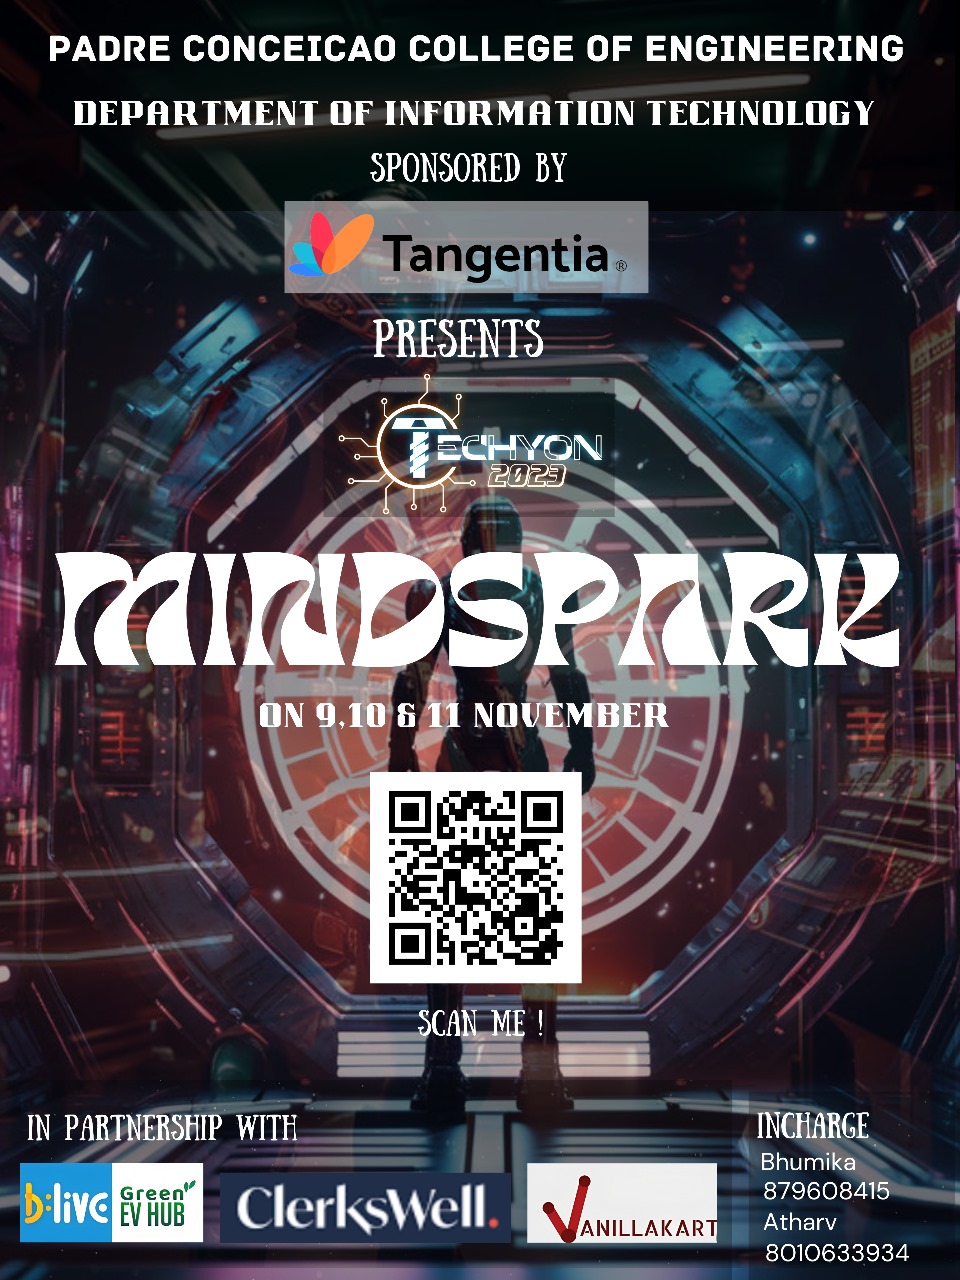 PADRE CONCEICAO COLLEGE OF ENGINEERING
DEPARTMENT OF INFORMATION TECHNOLOGY
SPONSORED BY
Tangentia®
PRESENTS
TECHYON
2023
MINDSPARK
ON 9,10 & 11 NOVEMBER
SCAN ME !
IN PARTNERSHIP WITH
b:live Green EV HUB
ClerksWell.
VANILLAKART
INCHARGE
Bhumika
879608415
Atharv
8010633934